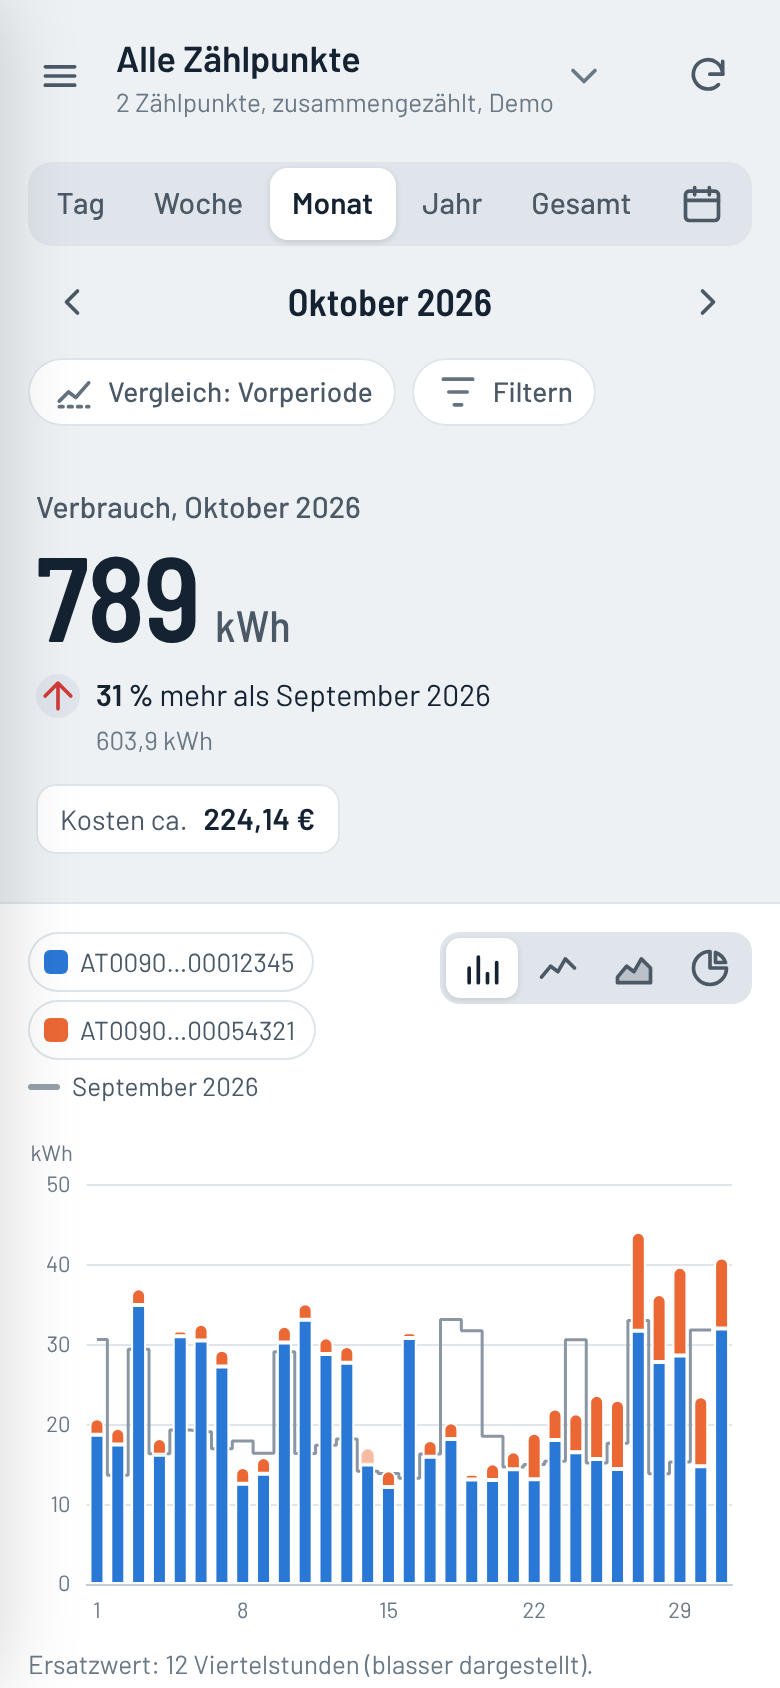 Alle Zählpunkte
2 Zählpunkte, zusammengezählt, Demo
Tag Woche Monat Jahr Gesamt
Oktober 2026
Vergleich: Vorperiode Filtern
Verbrauch, Oktober 2026
789 kWh
31 % mehr als September 2026
603,9 kWh
Kosten ca. 224,14 €
AT0090...00012345
AT0090...00054321
September 2026
kWh
50
40
30
20
10
0
1 8 15 22 29
Ersatzwert: 12 Viertelstunden (blasser dargestellt).